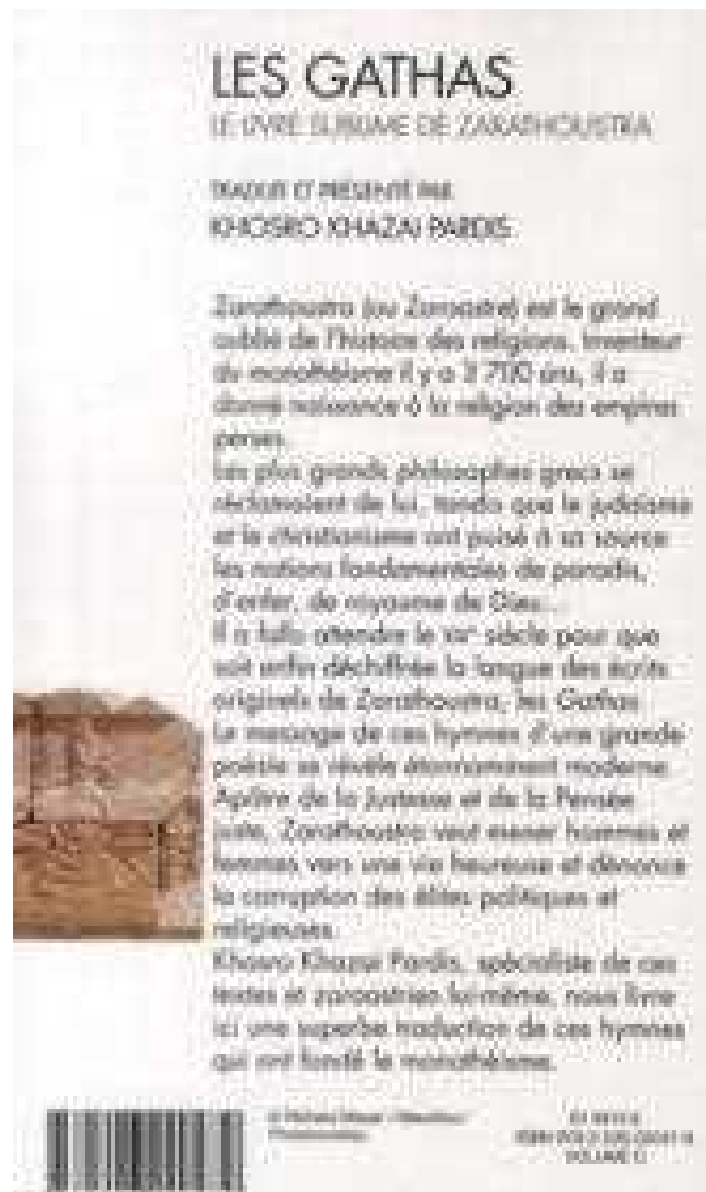 LES GATHAS
LE LIVRE SUBLIME DE ZARATHOUSTRA
TRADUIT ET PRÉSENTÉ PAR
KHOSRO KHAZAI PARDIS
Zarathoustra (ou Zoroastre) est le grand
oublié de l'histoire des religions. Inventeur
du monothéisme il y a 3 700 ans, il a
donné naissance à la religion des empires
perses.
Les plus grands philosophes grecs se
réclamaient de lui, tandis que le judaïsme
et le christianisme ont puisé à sa source
les notions fondamentales de paradis,
d'enfer, de royaume de Dieu...
Il a fallu attendre le siècle pour que
soit enfin déchiffrée la langue des écrits
originels de Zarathoustra, les Gathas.
Le message de ces hymnes d'une grande
poésie se révèle étonnamment moderne.
Apôtre de la Justesse et de la Pensée
juste, Zarathoustra veut mener hommes et
femmes vers une vie heureuse et dénonce
la corruption des élites politiques et
religieuses.
Khosro Khazai Pardis, spécialiste de ces
textes et zoroastrien lui-même, nous livre
ici une superbe traduction de ces hymnes
qui ont fondé le monothéisme.
VOLUME